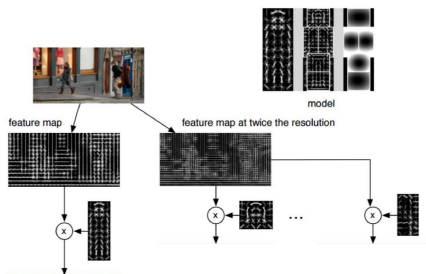 model
feature map
feature map at twice the resolution
x
x
...
x